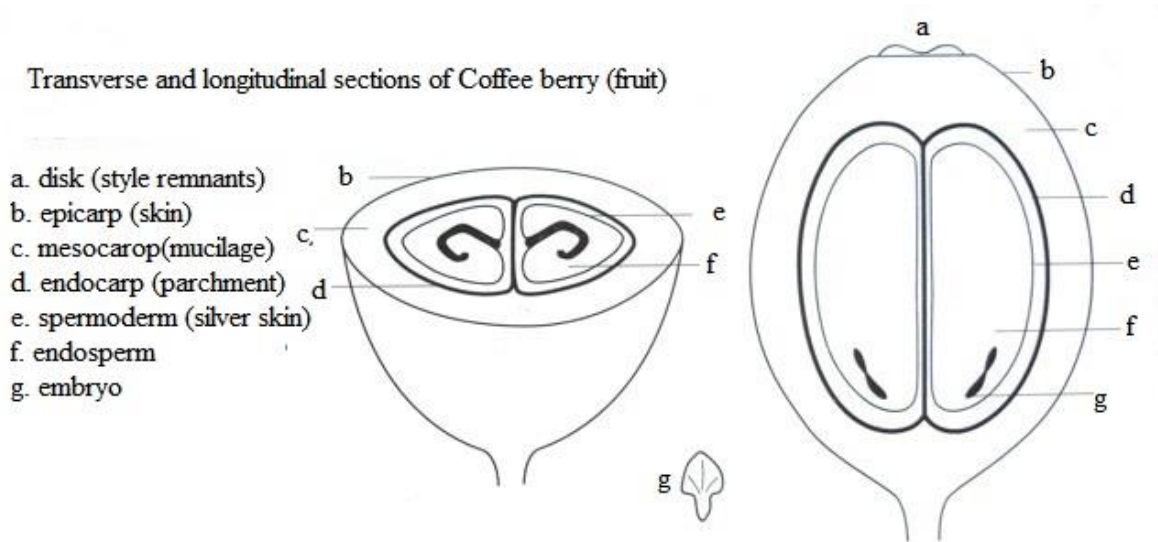 Transverse and longitudinal sections of Coffee berry (fruit)
a. disk (style remnants)
b. epicarp (skin)
c. mesocarop(mucilage)
d. endocarp (parchment)
e. spermoderm (silver skin)
f. endosperm
g. embryo
b
c
d
e
f
g
a
b
c
d
e
f
g